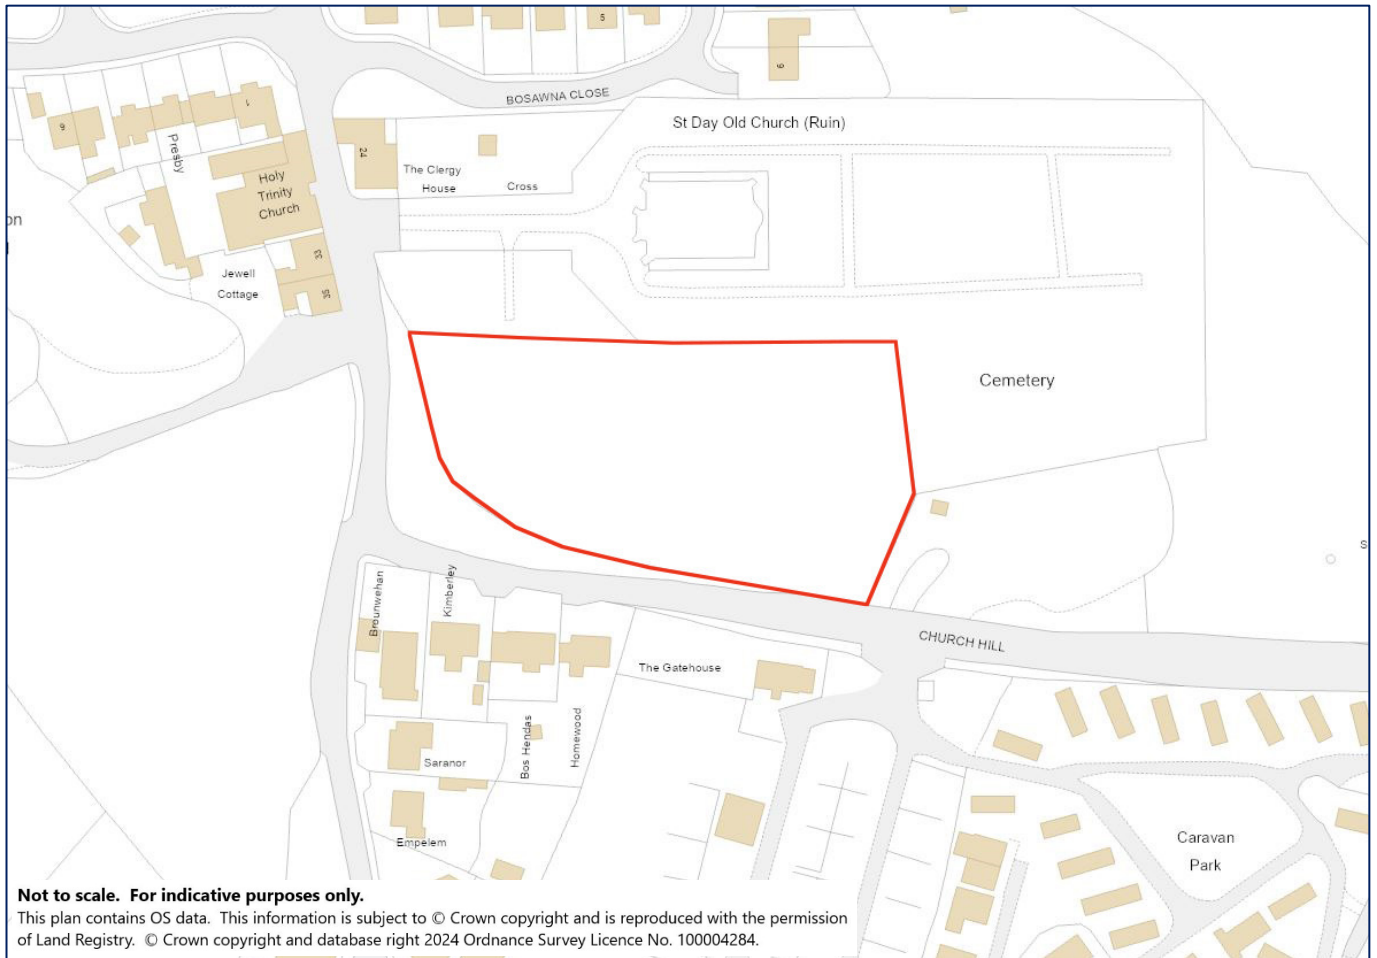 5
9
BOSAWNA CLOSE
St Day Old Church (Ruin)
1
Presby
24
The Clergy
House
Cross
Holy
Trinity
Church
on
33
Jewell
Cottage
Cemetery
Brounwehan
Kimberley
CHURCH HILL
The Gatehouse
Bos Hendas
Homewood
Saranor
Empelem
Caravan
Park
Not to scale. For indicative purposes only.
This plan contains OS data. This information is subject to © Crown copyright and is reproduced with the permission
of Land Registry. © Crown copyright and database right 2024 Ordnance Survey Licence No. 100004284.